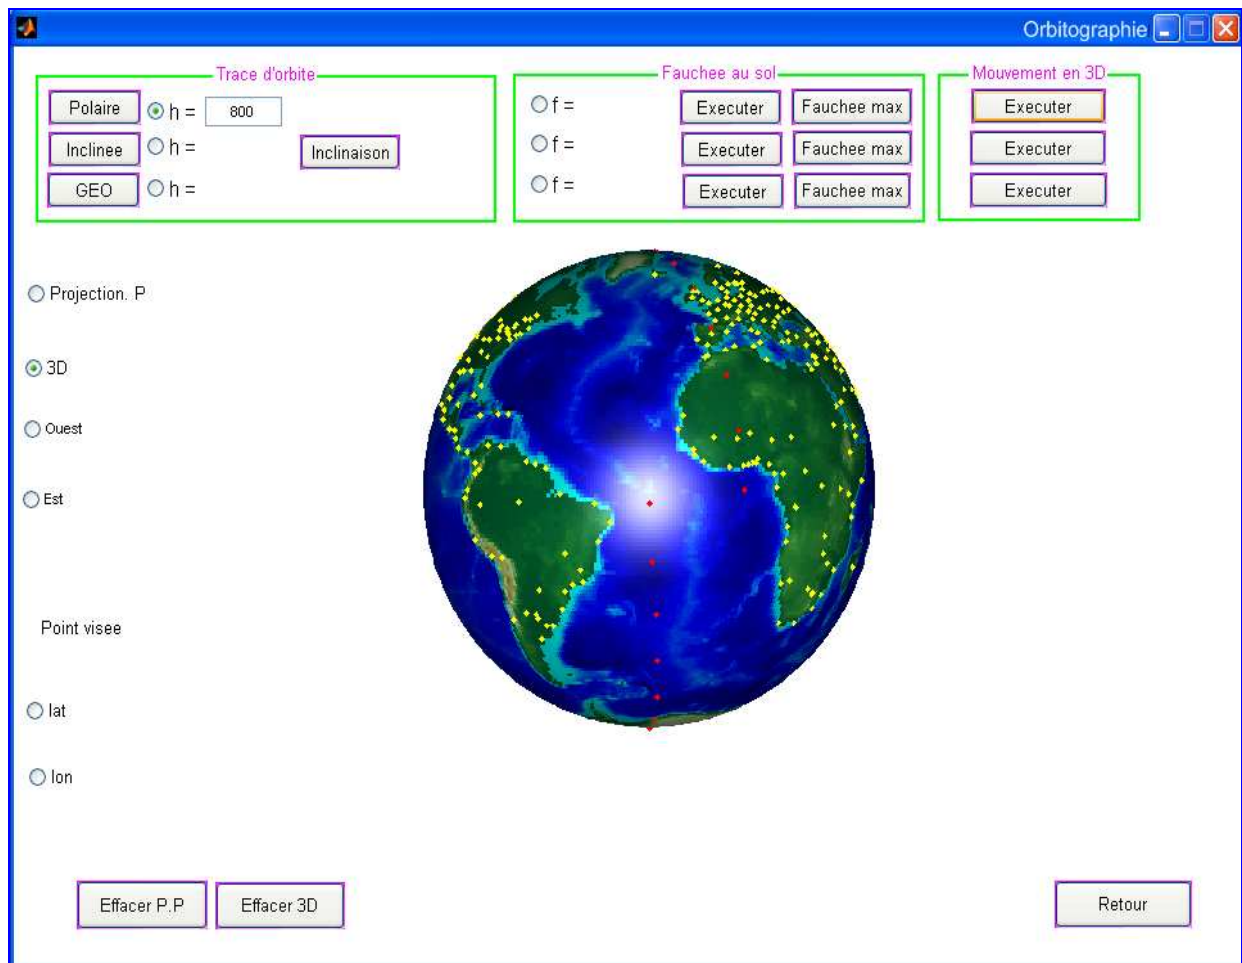 Orbitographie
Trace d'orbite
Fauchee au sol
Mouvement en 3D
Polaire h = 800
f = Executer Fauchee max
Executer
Inclinee h = Inclinaison
f = Executer Fauchee max
Executer
GEO h =
f = Executer Fauchee max
Executer
Projection. P
3D
Ouest
Est
Point visee
lat
lon
Effacer P.P
Effacer 3D
Retour